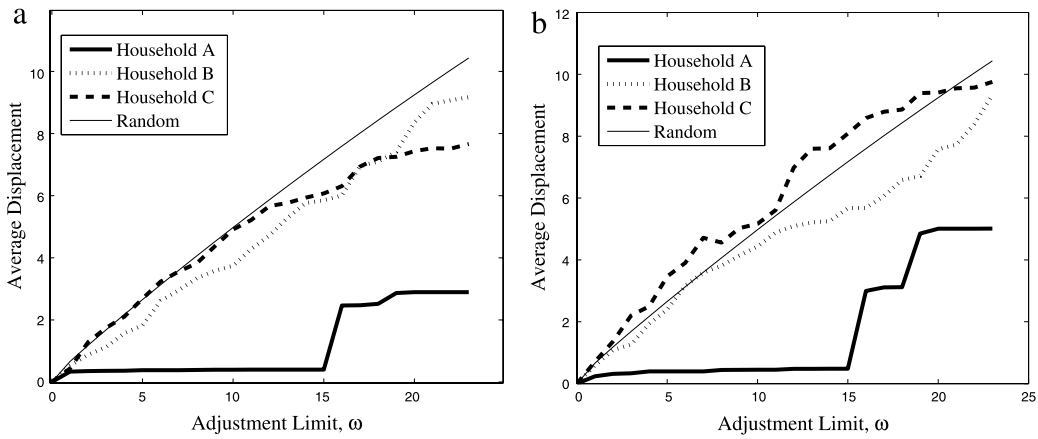 a
10
8
6
4
2
0
Average Displacement
Household A
Household B
Household C
Random
0 5 10 15 20
Adjustment Limit, ω
b
12
10
8
6
4
2
0
Average Displacement
Household A
Household B
Household C
Random
0 5 10 15 20 25
Adjustment Limit, ω